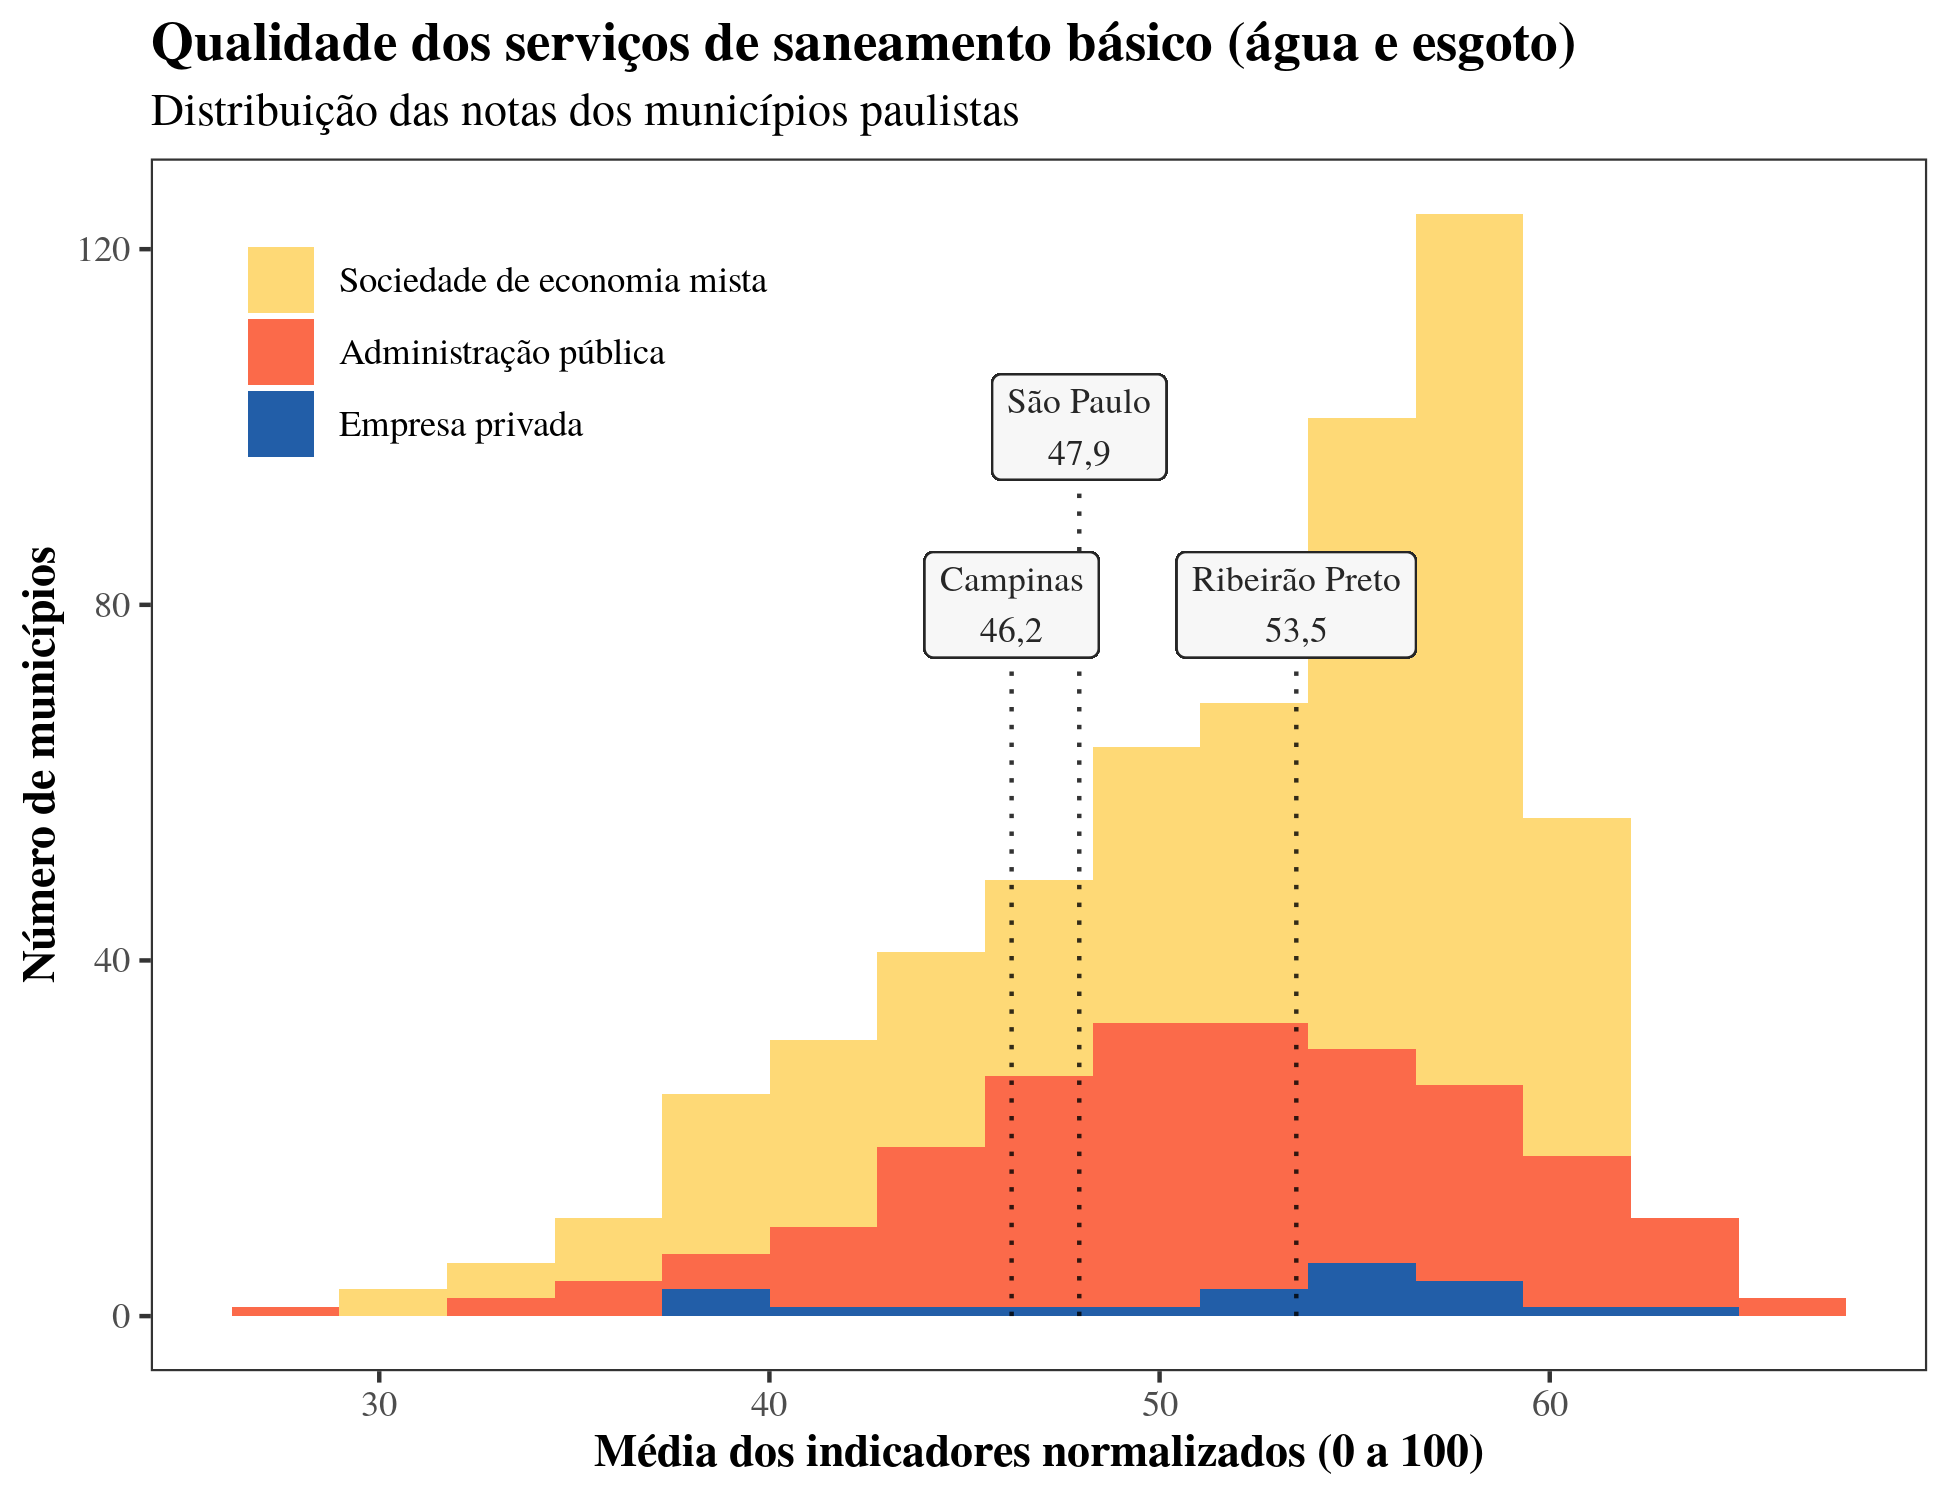 Qualidade dos serviços de saneamento básico (água e esgoto)
Distribuição das notas dos municípios paulistas
120
80
40
0
Número de municípios
Sociedade de economia mista
Administração pública
Empresa privada
São Paulo
47,9
Campinas
46,2
Ribeirão Preto
53,5
30
40
50
60
Média dos indicadores normalizados (0 a 100)